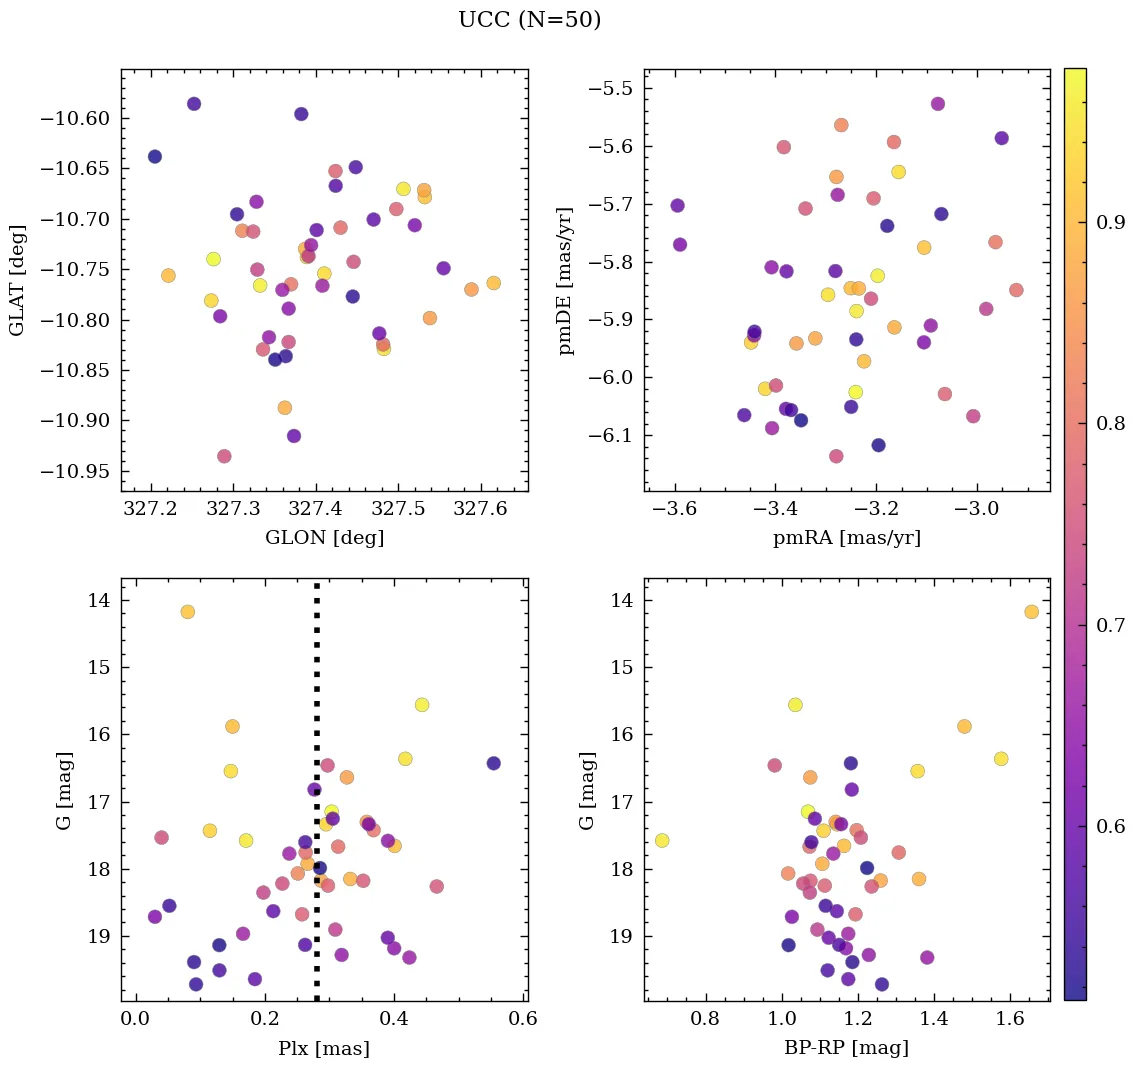 UCC (N=50)
−10.60
−10.65
−10.70
−10.75
−10.80
−10.85
−10.90
−10.95
GLAT [deg]
327.2 327.3 327.4 327.5 327.6
GLON [deg]
−5.5
−5.6
−5.7
−5.8
−5.9
−6.0
−6.1
pmDE [mas/yr]
−3.6 −3.4 −3.2 −3.0
pmRA [mas/yr]
0.9
0.8
0.7
0.6
14
15
16
17
18
19
G [mag]
0.0 0.2 0.4 0.6
Plx [mas]
14
15
16
17
18
19
G [mag]
0.8 1.0 1.2 1.4 1.6
BP-RP [mag]